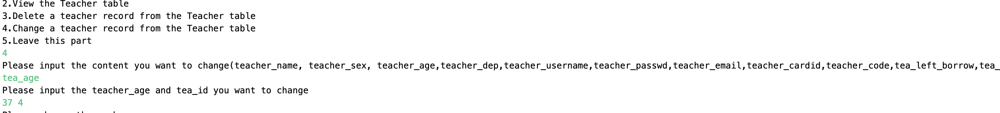 2.View the Teacher table
3.Delete a teacher record from the Teacher table
4.Change a teacher record from the Teacher table
5.Leave this part
4
Please input the content you want to change(teacher_name, teacher_sex, teacher_age,teacher_dep,teacher_username,teacher_passwd,teacher_email,teacher_cardid,teacher_code,tea_left_borrow,tea_
tea_age
Please input the teacher_age and tea_id you want to change
37 4